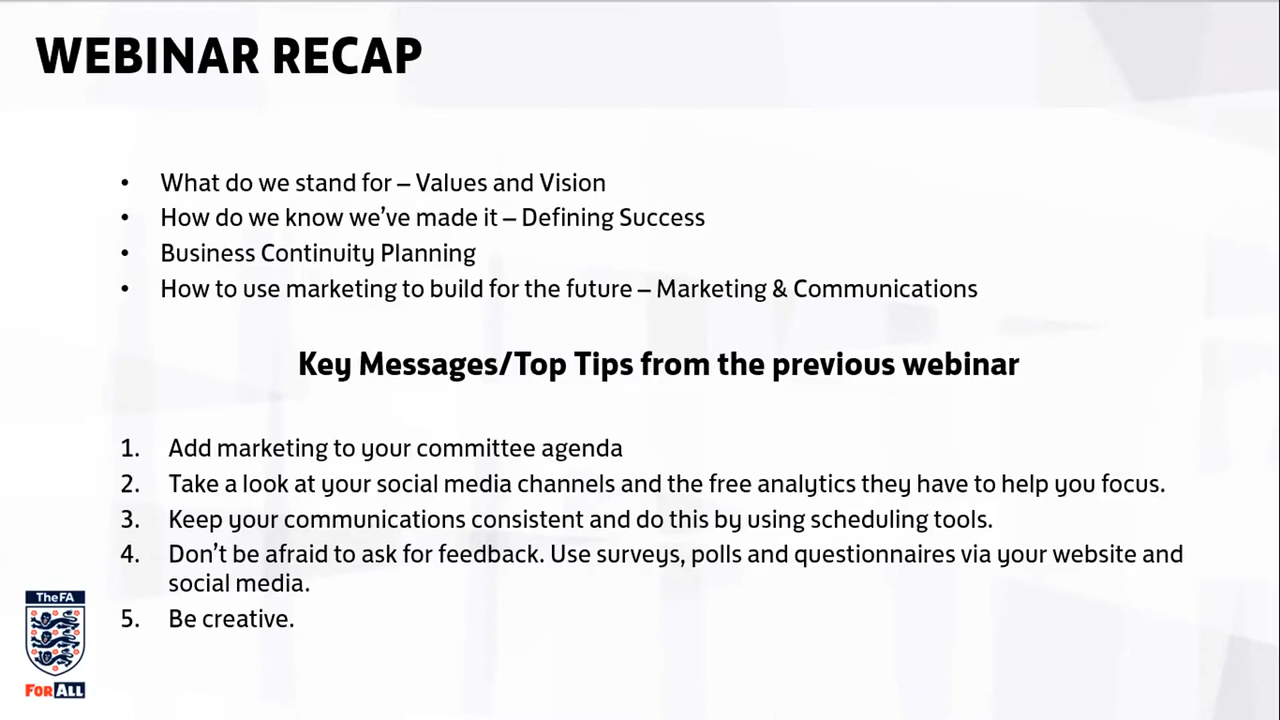 WEBINAR RECAP
• What do we stand for – Values and Vision
• How do we know we’ve made it – Defining Success
• Business Continuity Planning
• How to use marketing to build for the future – Marketing & Communications
Key Messages/Top Tips from the previous webinar
1. Add marketing to your committee agenda
2. Take a look at your social media channels and the free analytics they have to help you focus.
3. Keep your communications consistent and do this by using scheduling tools.
4. Don’t be afraid to ask for feedback. Use surveys, polls and questionnaires via your website and
social media.
5. Be creative.
The FA
FOR ALL